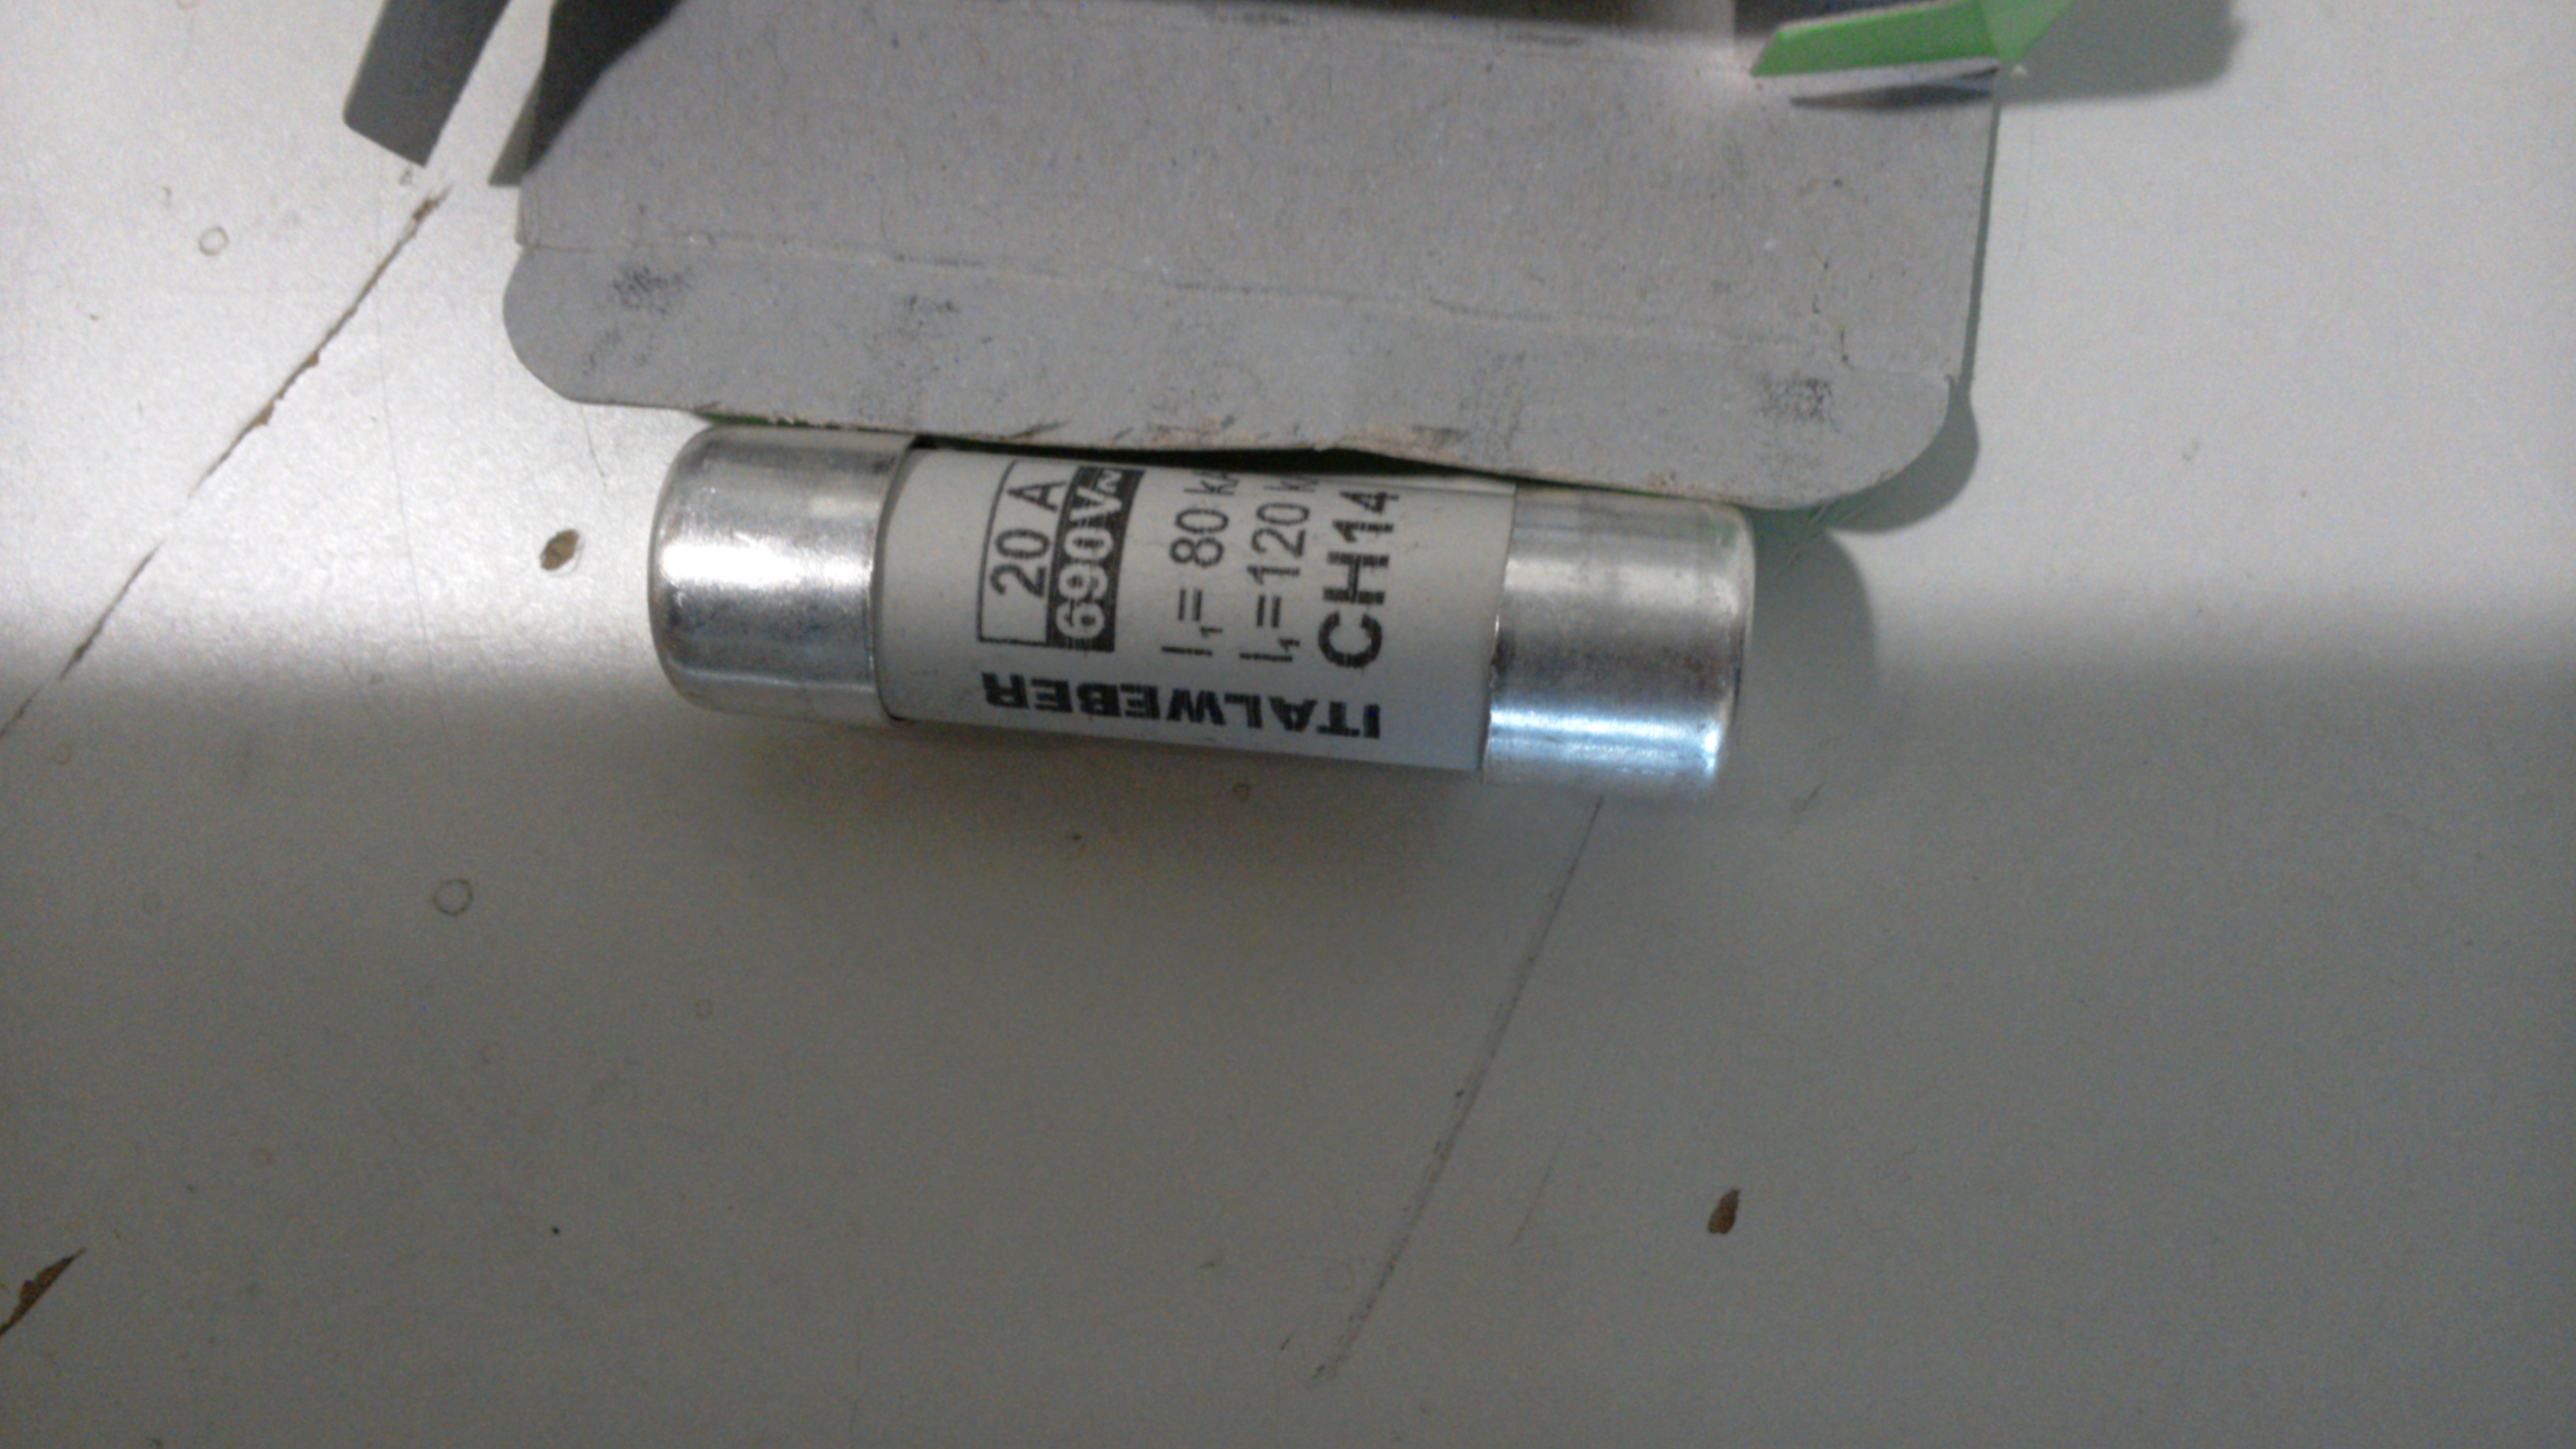 20 A
690V~
I₁= 80
I₁=120
CH14
ITALWEBER